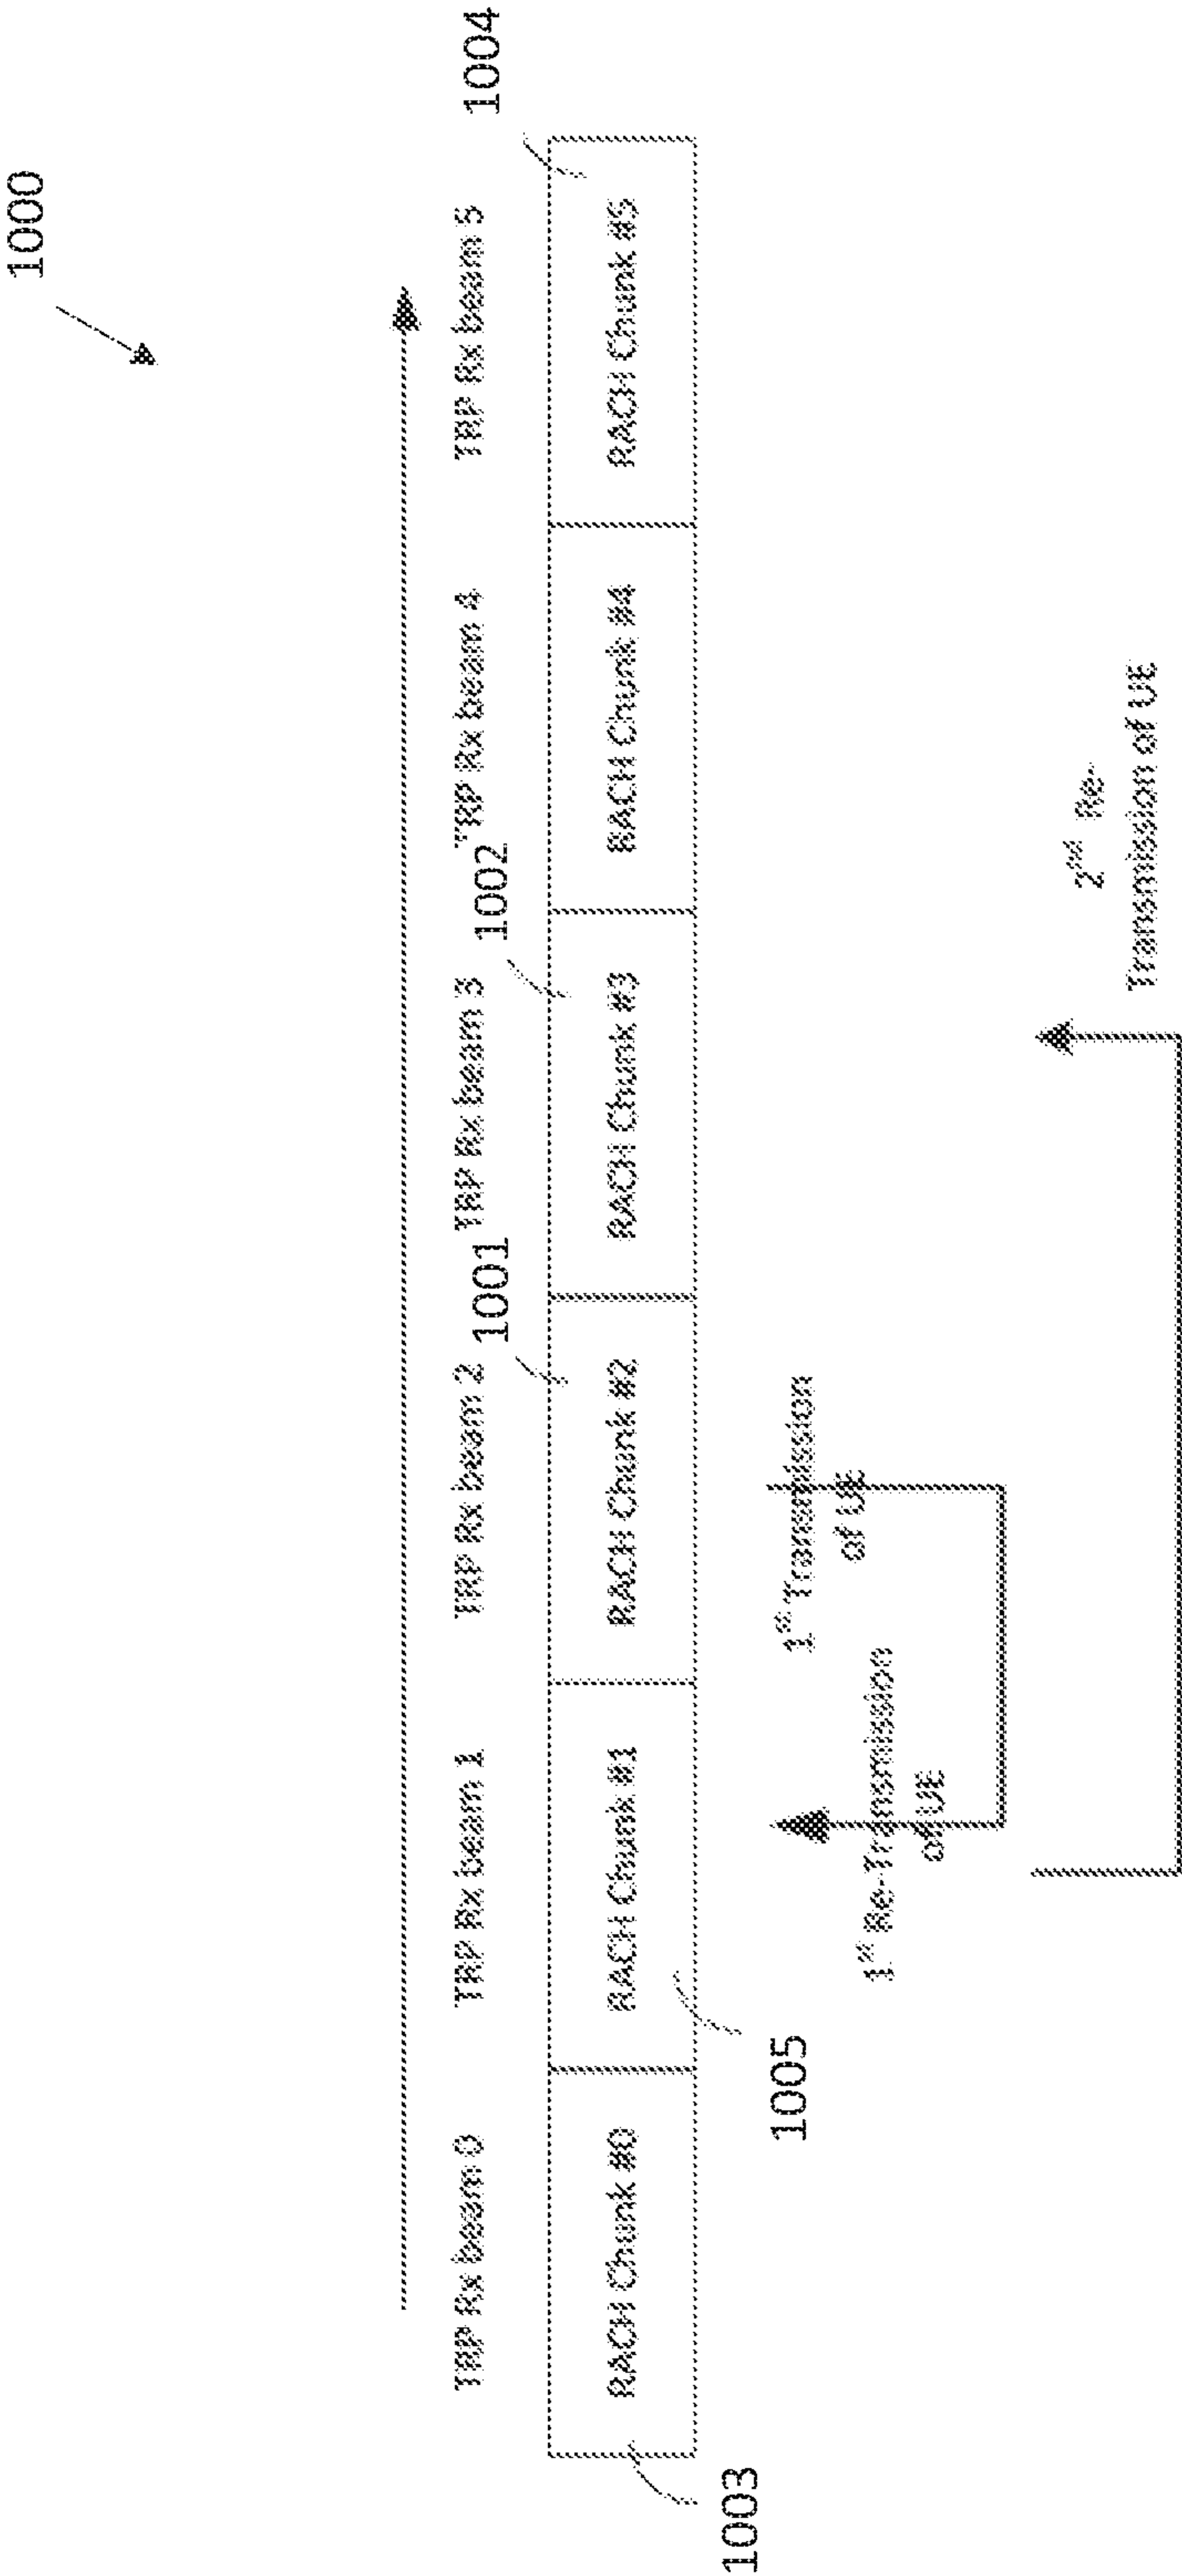 1000
TRP Rx beam 0
TRP Rx beam 1
TRP Rx beam 2
TRP Rx beam 3
TRP Rx beam 4
TRP Rx beam 5
1001
1002
1004
RACH Chunk #0
RACH Chunk #1
RACH Chunk #2
RACH Chunk #3
RACH Chunk #4
RACH Chunk #5
1003
1005
1st Transmission
of UE
1st Re-Transmission
of UE
2nd Re-
Transmission of UE